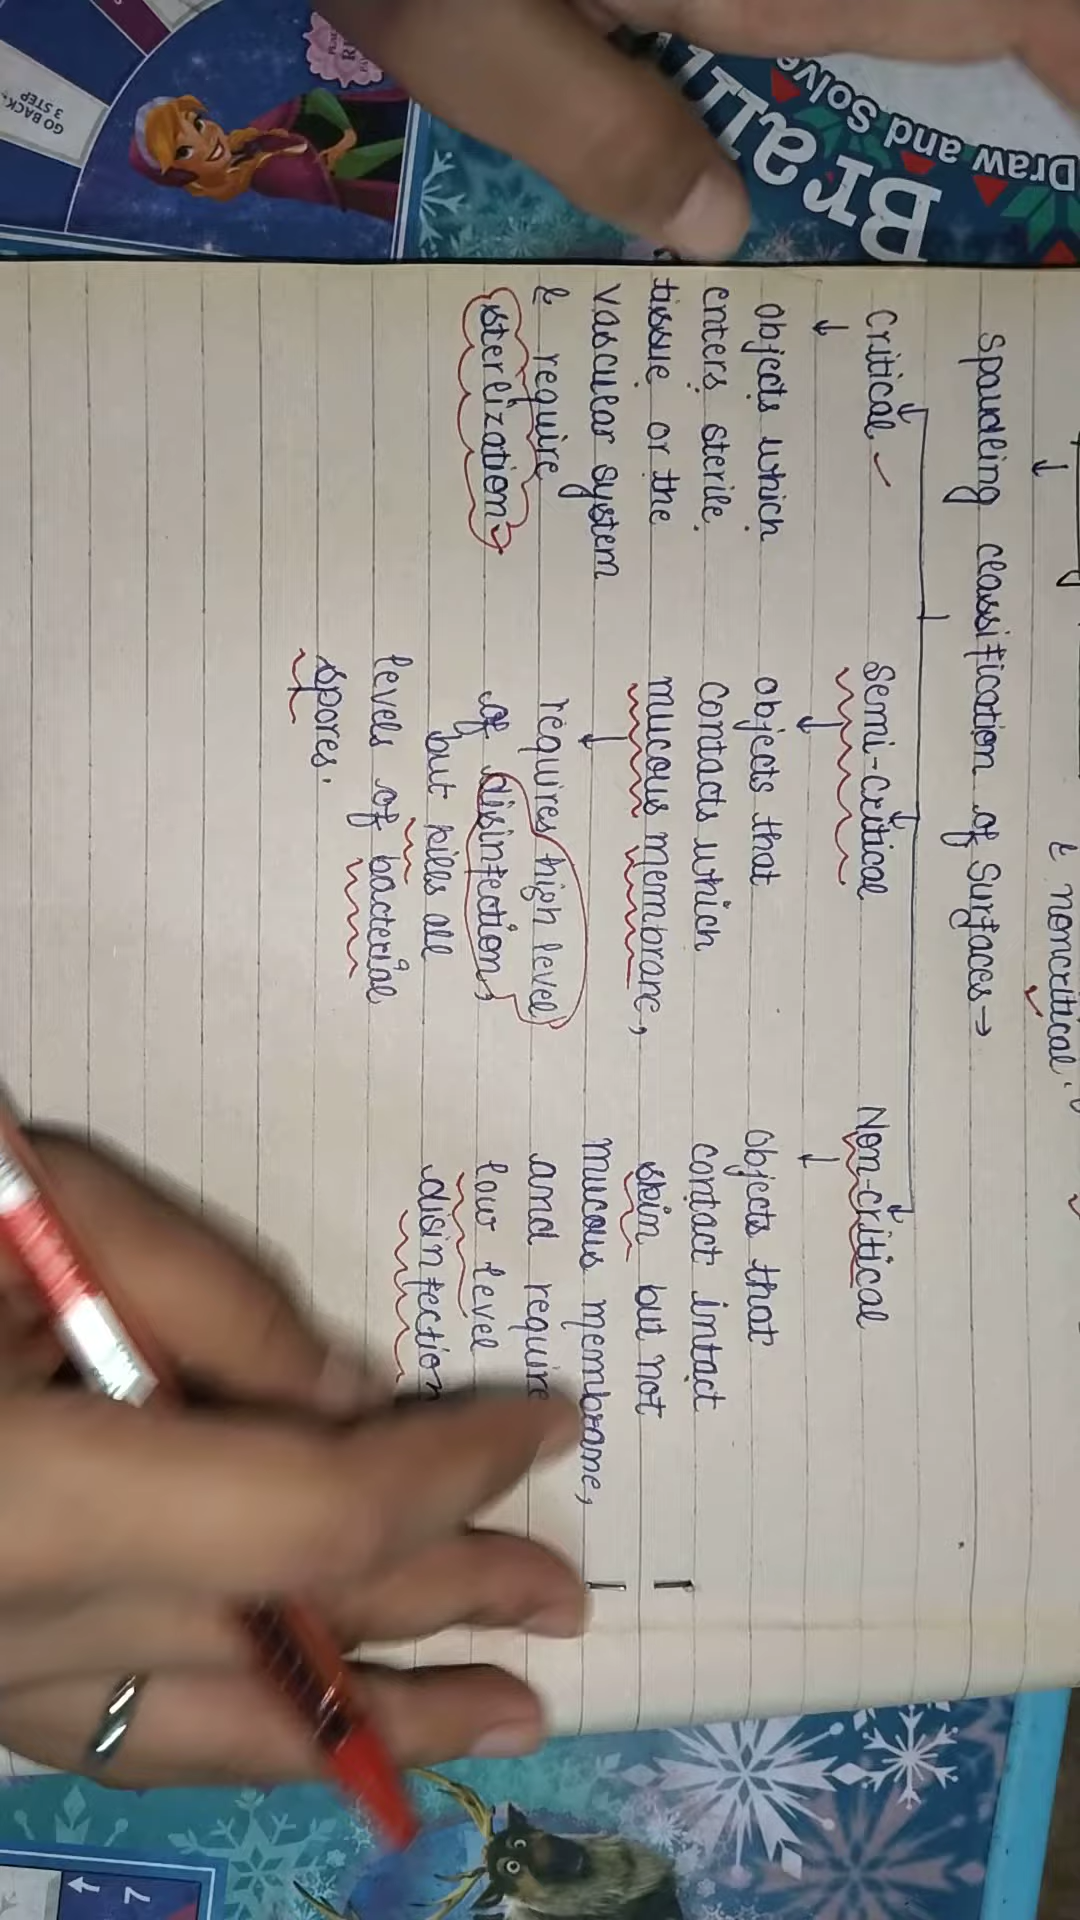 & noncritical.
spaudling classification of Surfaces→
critical
Semi-critical
Non-critical
objects which
enters sterile
tissue or the
vascular system
& require
sterlization
objects that
contacts which
mucous membrane,
requires high level
of disinfection,
but kills all
levels of bacterial
spores.
Objects that
contact intact
skin but not
mucous membrane,
and require
low level
disinfection
Draw and Solve
GO BACK
3 STEP
7